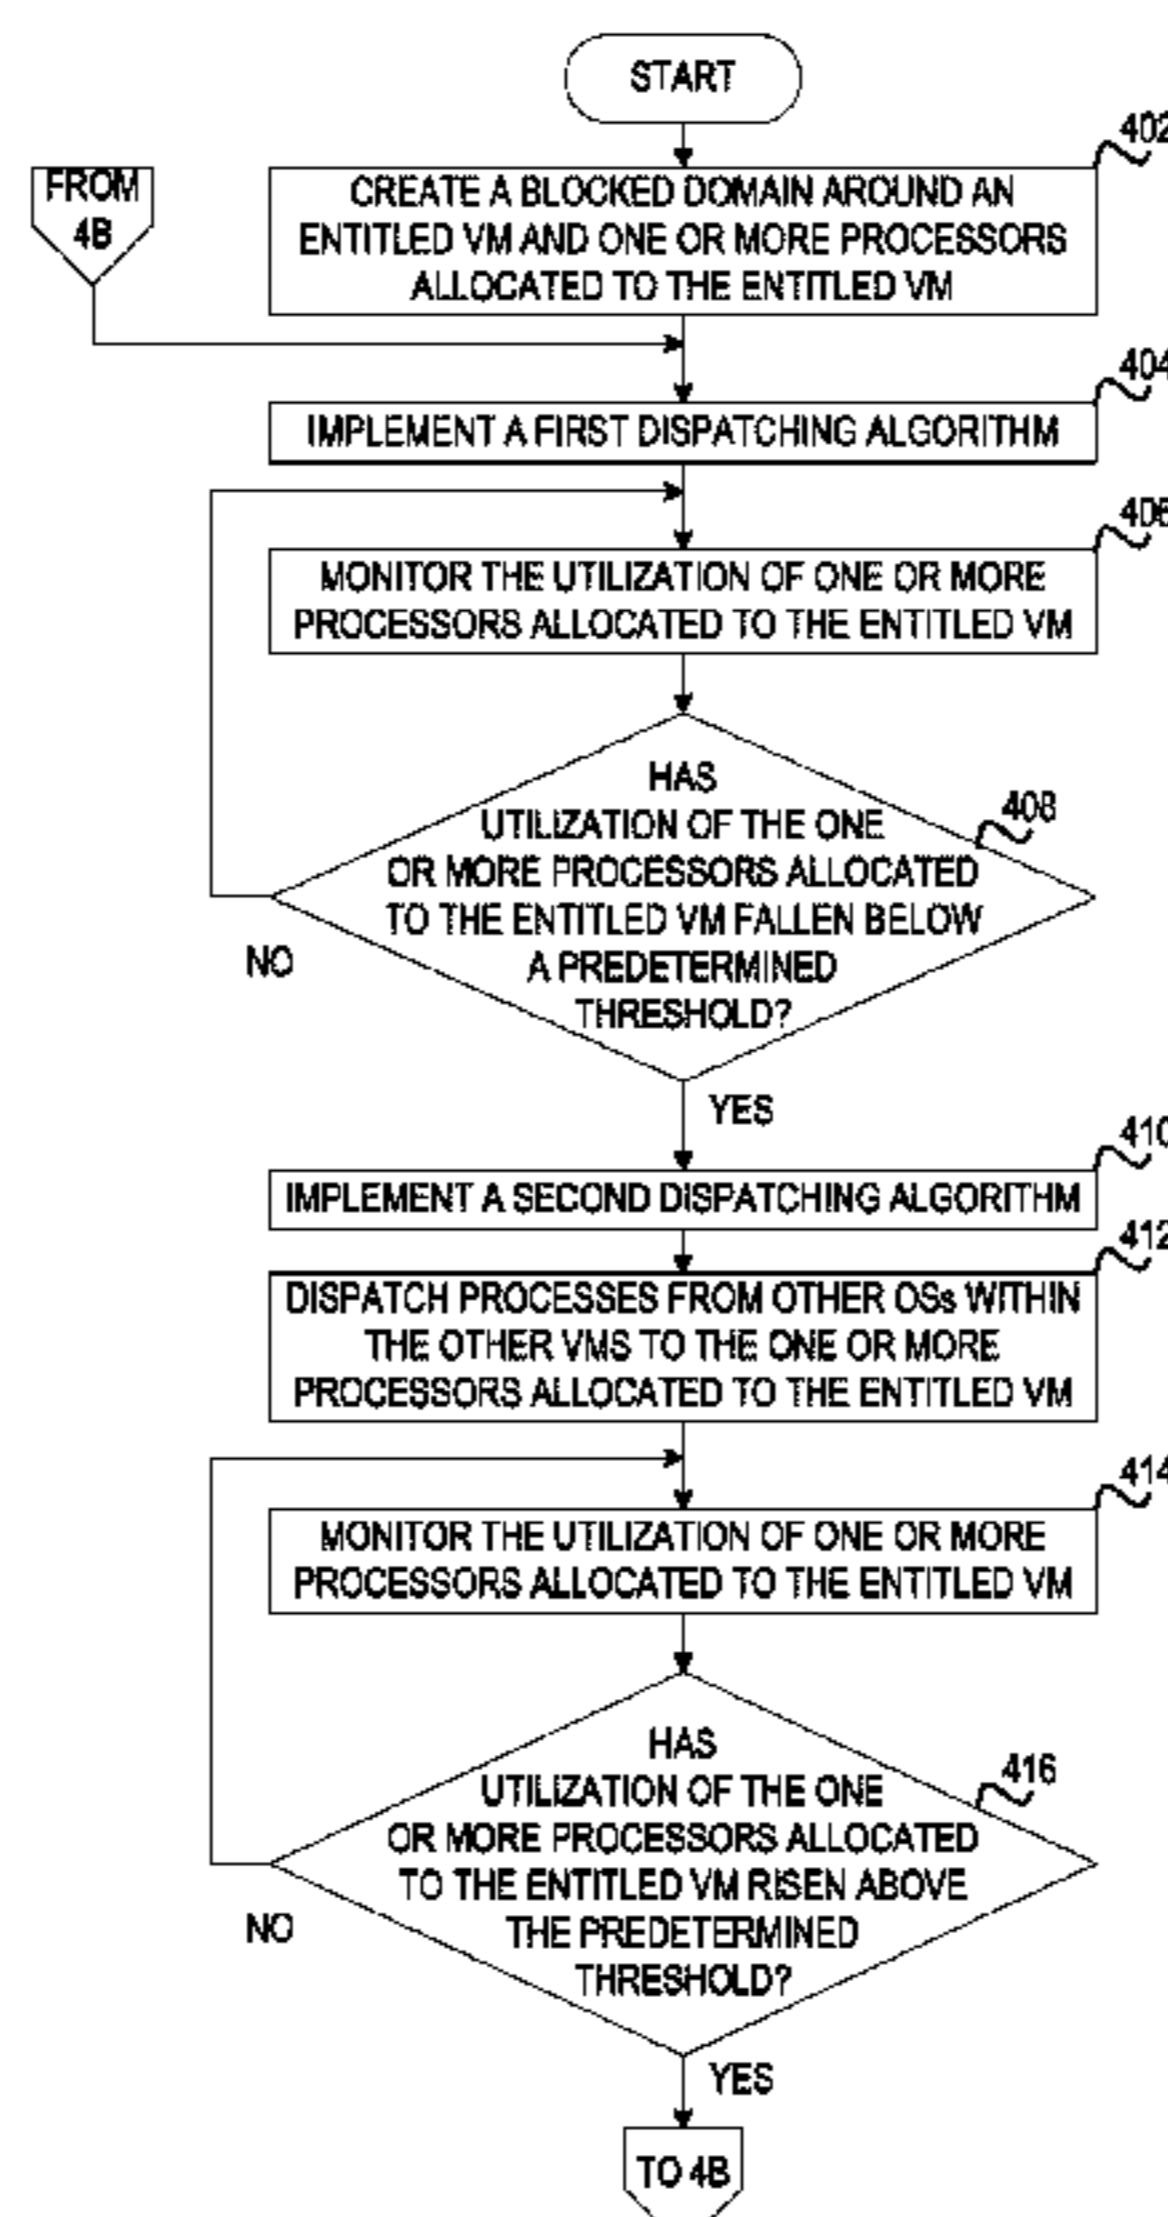 START
402
FROM
4B
CREATE A BLOCKED DOMAIN AROUND AN
ENTITLED VM AND ONE OR MORE PROCESSORS
ALLOCATED TO THE ENTITLED VM
404
IMPLEMENT A FIRST DISPATCHING ALGORITHM
406
MONITOR THE UTILIZATION OF ONE OR MORE
PROCESSORS ALLOCATED TO THE ENTITLED VM
HAS
UTILIZATION OF THE ONE
OR MORE PROCESSORS ALLOCATED
TO THE ENTITLED VM FALLEN BELOW
A PREDETERMINED
THRESHOLD?
408
NO
YES
410
IMPLEMENT A SECOND DISPATCHING ALGORITHM
412
DISPATCH PROCESSES FROM OTHER OSs WITHIN
THE OTHER VMS TO THE ONE OR MORE
PROCESSORS ALLOCATED TO THE ENTITLED VM
414
MONITOR THE UTILIZATION OF ONE OR MORE
PROCESSORS ALLOCATED TO THE ENTITLED VM
HAS
UTILIZATION OF THE ONE
OR MORE PROCESSORS ALLOCATED
TO THE ENTITLED VM RISEN ABOVE
THE PREDETERMINED
THRESHOLD?
416
NO
YES
TO 4B